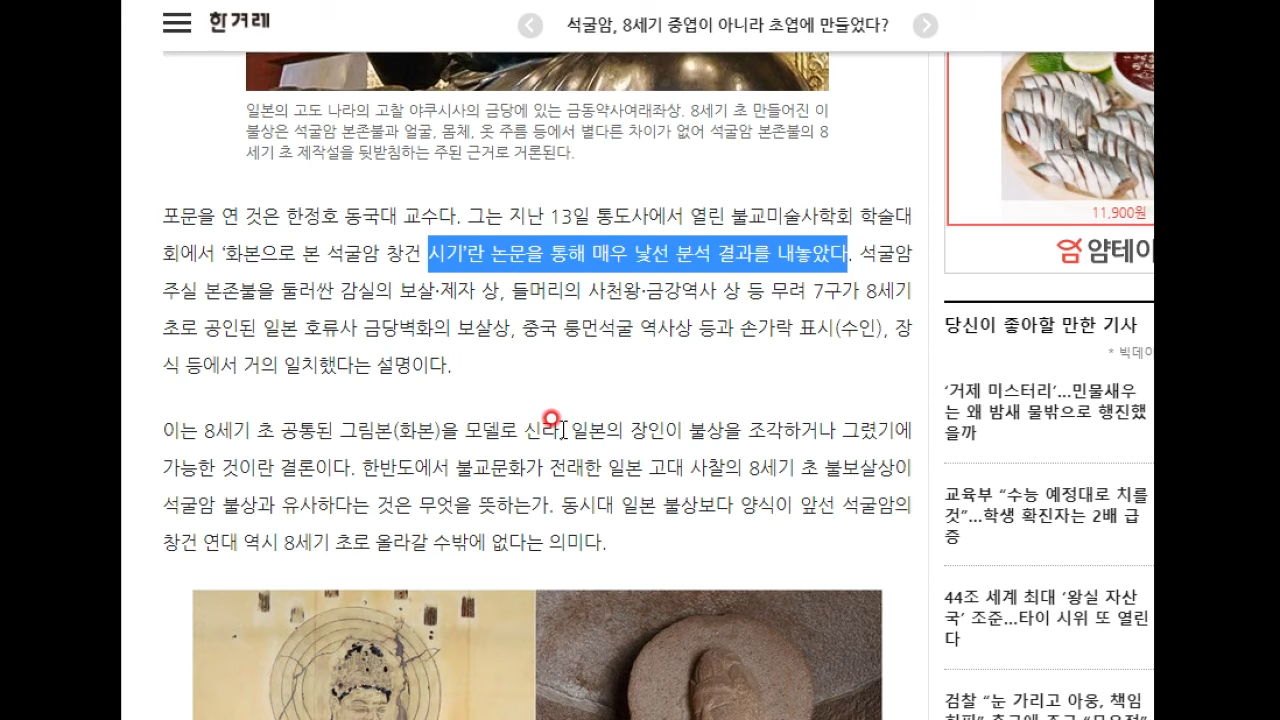 한겨레
석굴암, 8세기 중엽이 아니라 초엽에 만들었다?
일본의 고도 나라의 고찰 야쿠시사의 금당에 있는 금동약사여래좌상. 8세기 초 만들어진 이
불상은 석굴암 본존불과 얼굴, 몸체, 옷 주름 등에서 별다른 차이가 없어 석굴암 본존불의 8
세기 초 제작설을 뒷받침하는 주된 근거로 거론된다.
포문을 연 것은 한정호 동국대 교수다. 그는 지난 13일 통도사에서 열린 불교미술사학회 학술대
회에서 ‘화본으로 본 석굴암 창건 시기’란 논문을 통해 매우 낯선 분석 결과를 내놓았다. 석굴암
주실 본존불을 둘러싼 감실의 보살·제자 상, 들머리의 사천왕·금강역사 상 등 무려 7구가 8세기
초로 공인된 일본 호류사 금당벽화의 보살상, 중국 룽먼석굴 역사상 등과 손가락 표시(수인), 장
식 등에서 거의 일치했다는 설명이다.
이는 8세기 초 공통된 그림본(화본)을 모델로 신라, 일본의 장인이 불상을 조각하거나 그렸기에
가능한 것이란 결론이다. 한반도에서 불교문화가 전래한 일본 고대 사찰의 8세기 초 불보살상이
석굴암 불상과 유사하다는 것은 무엇을 뜻하는가. 동시대 일본 불상보다 양식이 앞선 석굴암의
창건 연대 역시 8세기 초로 올라갈 수밖에 없다는 의미다.
11,900원
얌테이
당신이 좋아할 만한 기사
* 빅데이
‘거제 미스터리’…민물새우
는 왜 밤새 물밖으로 행진했
을까
교육부 “수능 예정대로 치를
것”…학생 확진자는 2배 급
증
44조 세계 최대 ‘왕실 자산
국’ 조준…타이 시위 또 열린
다
검찰 “눈 가리고 아웅, 책임